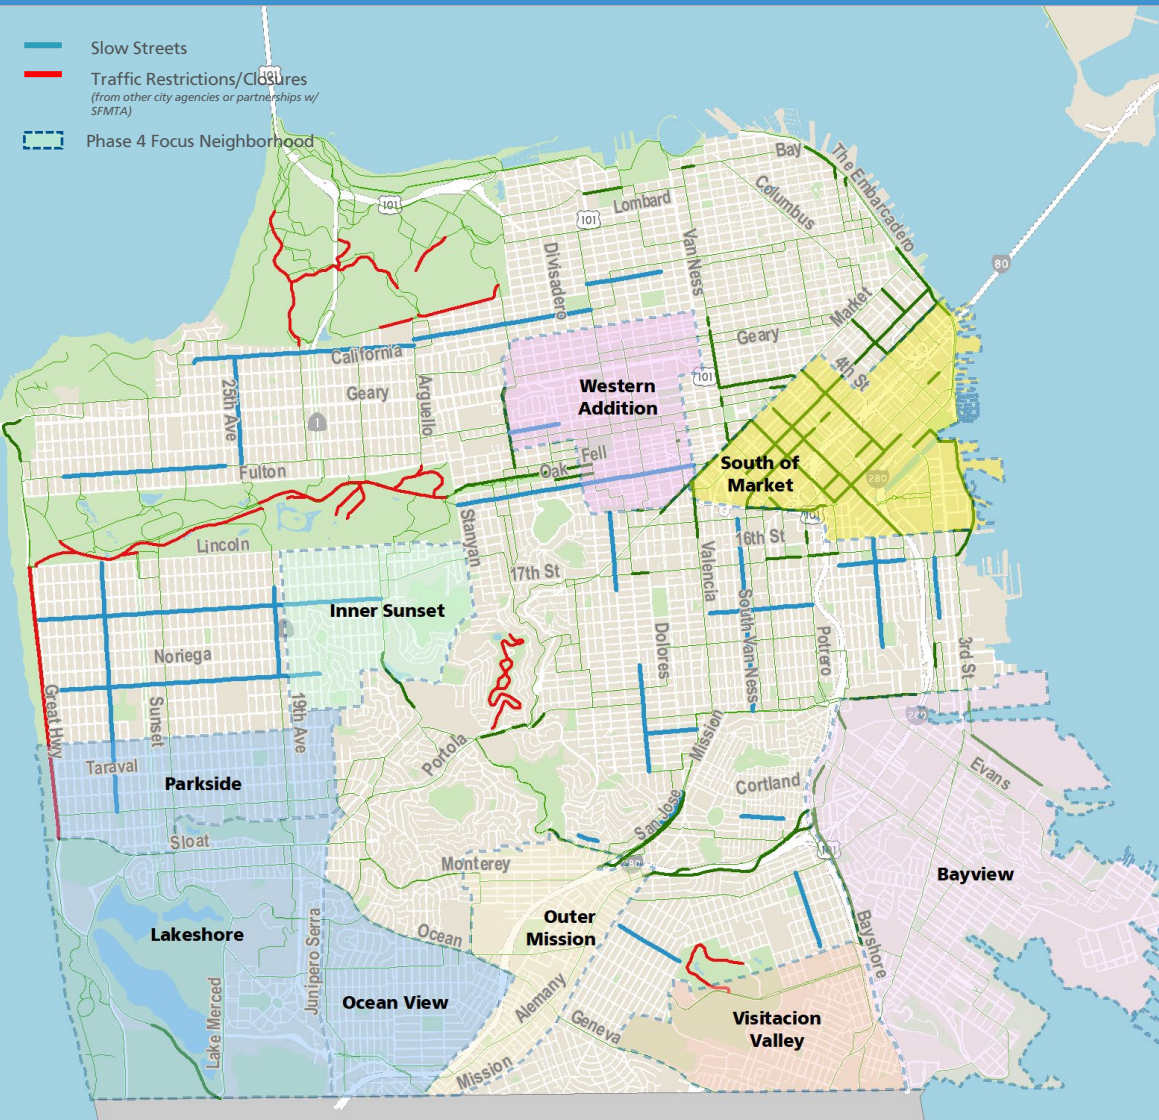 Slow Streets
101
Traffic Restrictions/Closures
(from other city agencies or partnerships w/
SFMTA)
Phase 4 Focus Neighborhood
Bay
The Embarcadero
Columbus
101
Lombard
101
Van Ness
Divisadero
80
Market
Geary
California
4th St
101
Western
Addition
25th Ave
Geary
Arguello
1
Fell
Oak
South of
Market
Fulton
280
101
Stanyan
Lincoln
16th St
17th St
Valencia
Inner Sunset
South Van Ness
Dolores
Potrero
3rd St
Noriega
Great Hwy
Sunset
19th Ave
280
Mission
Portola
Taraval
Parkside
Evans
Cortland
San Jose
Sloat
101
Monterey
Bayview
Outer
Mission
Lakeshore
Ocean
Bayshore
Junipero Serra
Lake Merced
Ocean View
Alemany
Geneva
Visitacion
Valley
Mission